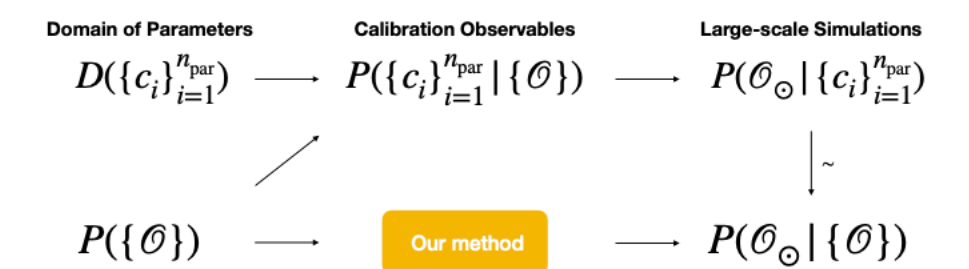 Domain of Parameters Calibration Observables Large-scale Simulations
D({c_i}_{i=1}^{n_par}) ⟶ P({c_i}_{i=1}^{n_par} | {𝒪}) ⟶ P(𝒪_⊙ | {c_i}_{i=1}^{n_par})
~
P({𝒪}) ⟶ Our method ⟶ P(𝒪_⊙ | {𝒪})